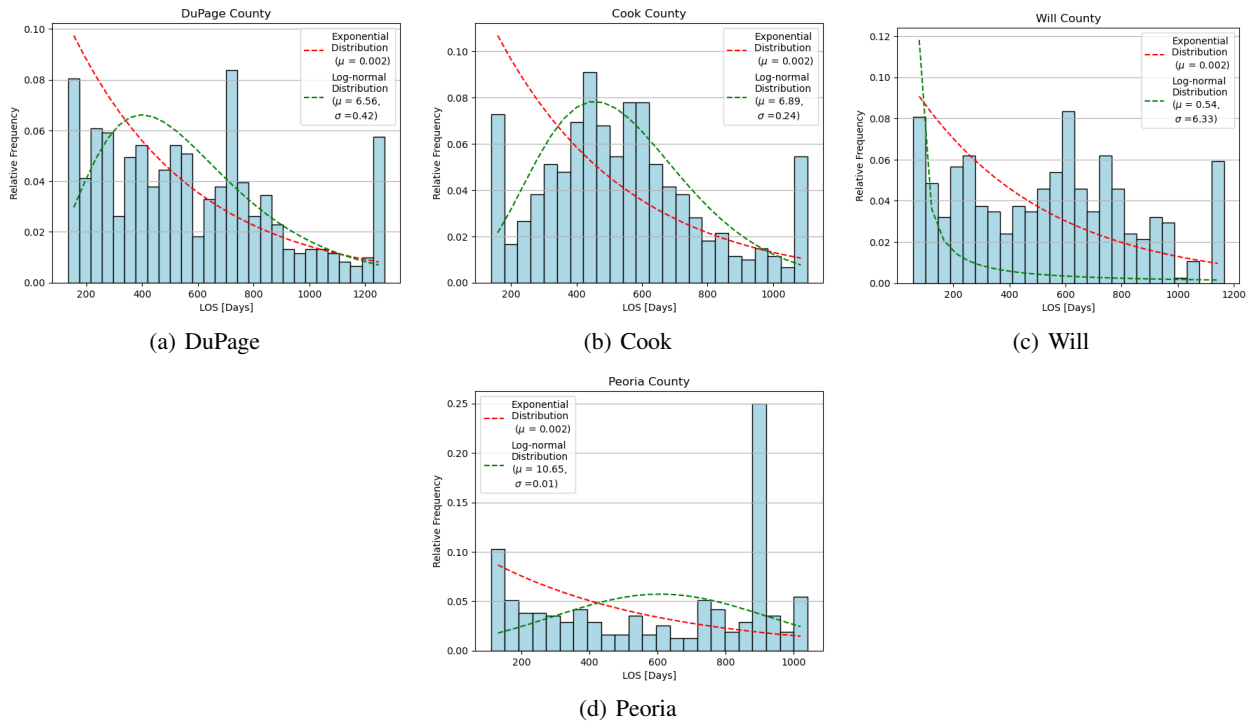 DuPage County
0.10
0.08
0.06
0.04
0.02
0.00
Relative Frequency
200 400 600 800 1000 1200
LOS [Days]
Exponential
Distribution
(μ = 0.002)
Log-normal
Distribution
(μ = 6.56,
σ =0.42)
(a) DuPage
Cook County
0.10
0.08
0.06
0.04
0.02
0.00
Relative Frequency
200 400 600 800 1000
LOS [Days]
Exponential
Distribution
(μ = 0.002)
Log-normal
Distribution
(μ = 6.89,
σ =0.24)
(b) Cook
Will County
0.12
0.10
0.08
0.06
0.04
0.02
0.00
Relative Frequency
200 400 600 800 1000 1200
LOS [Days]
Exponential
Distribution
(μ = 0.002)
Log-normal
Distribution
(μ = 0.54,
σ =6.33)
(c) Will
Peoria County
0.25
0.20
0.15
0.10
0.05
0.00
Relative Frequency
200 400 600 800 1000
LOS [Days]
Exponential
Distribution
(μ = 0.002)
Log-normal
Distribution
(μ = 10.65,
σ =0.01)
(d) Peoria